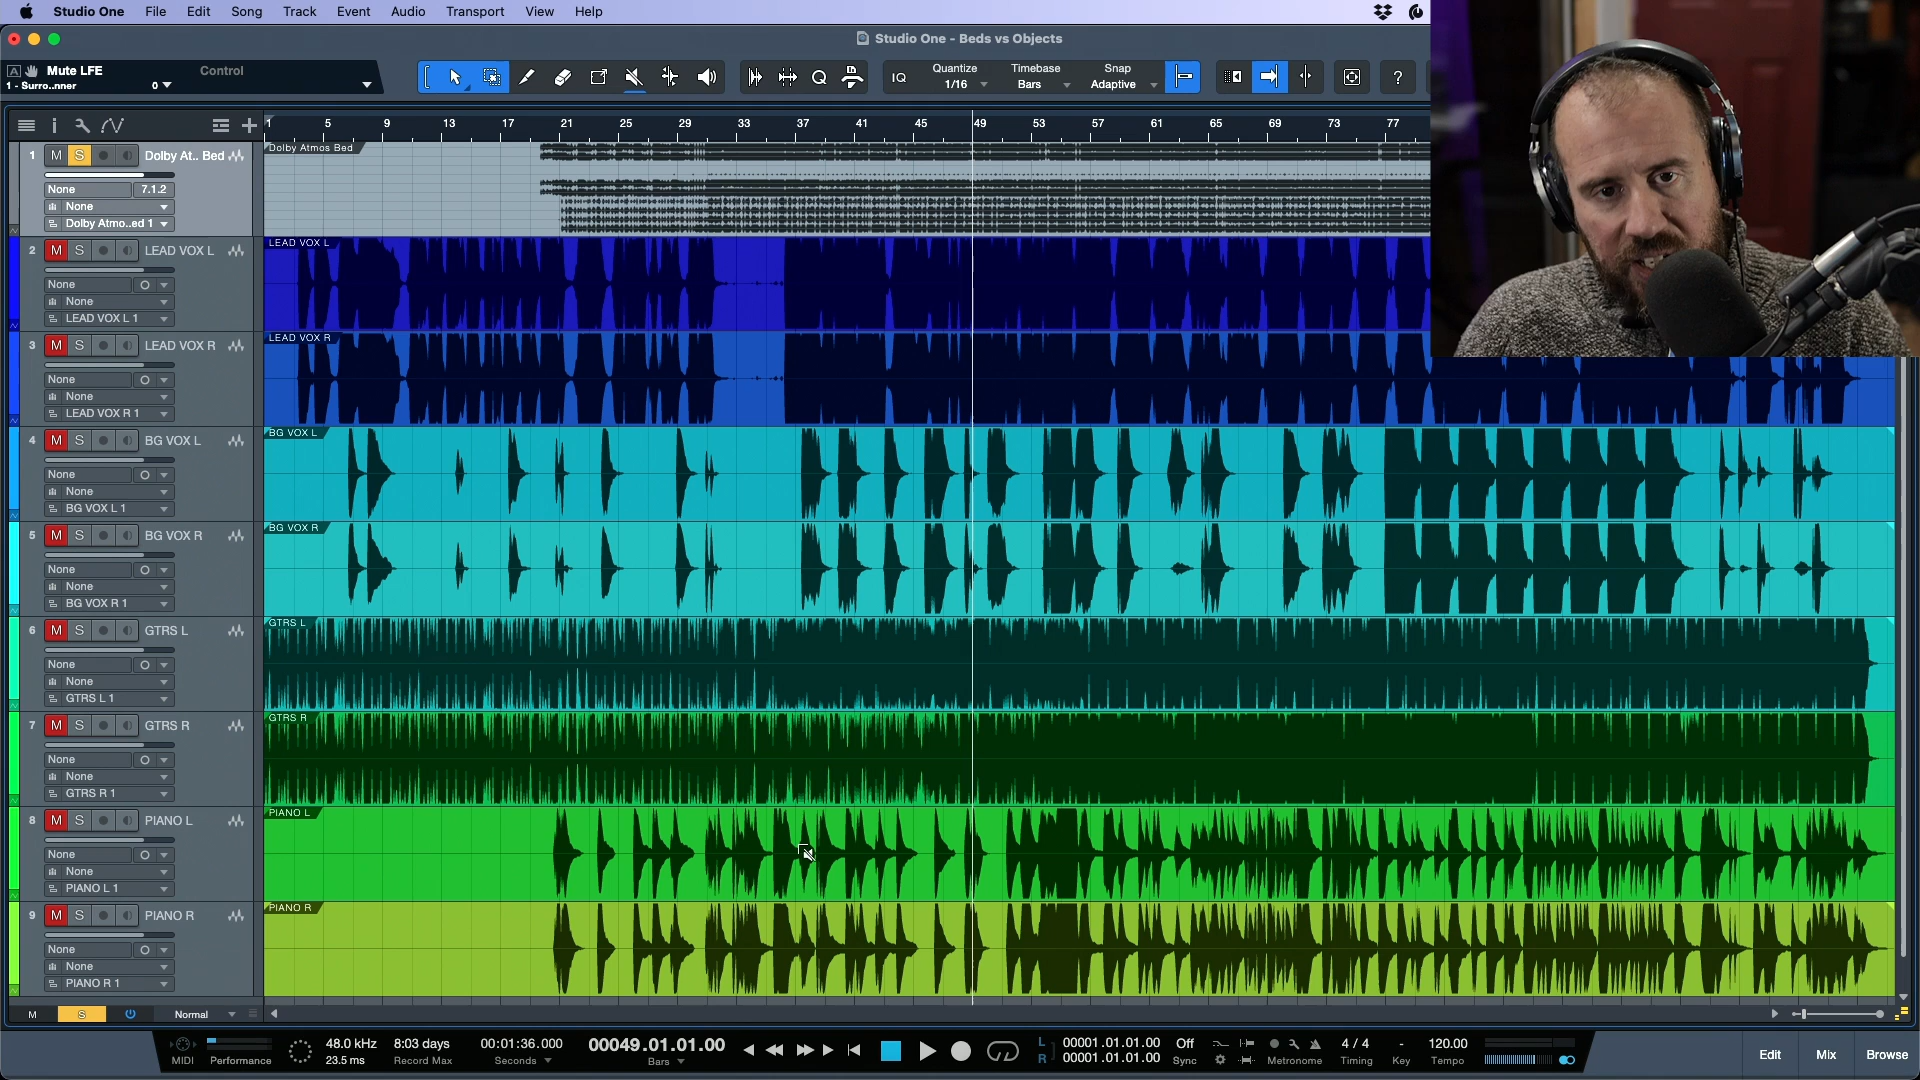 Studio One File Edit Song Track Event Audio Transport View Help
Studio One - Beds vs Objects
A Mute LFE Control
1 - Surro..nner 0
IQ Quantize Timebase Snap
1/16 Bars Adaptive ?
i 1 5 9 13 17 21 25 29 33 37 41 45 49 53 57 61 65 69 73 77
1 M S Dolby At.. Bed Dolby Atmos Bed
None 7.1.2
None
Dolby Atmo..ed 1
2 M S LEAD VOX L LEAD VOX L
None
None
LEAD VOX L 1
3 M S LEAD VOX R LEAD VOX R
None
None
LEAD VOX R 1
4 M S BG VOX L BG VOX L
None
None
BG VOX L 1
5 M S BG VOX R BG VOX R
None
None
BG VOX R 1
6 M S GTRS L GTRS L
None
None
GTRS L 1
7 M S GTRS R GTRS R
None
None
GTRS R 1
8 M S PIANO L PIANO L
None
None
PIANO L 1
9 M S PIANO R PIANO R
None
None
PIANO R 1
M S Normal
48.0 kHz 8:03 days 00:01:36.000 00049.01.01.00 L 00001.01.01.00 Off 4 / 4 - 120.00
MIDI Performance 23.5 ms Record Max Seconds Bars R 00001.01.01.00 Sync Metronome Timing Key Tempo
Edit Mix Browse